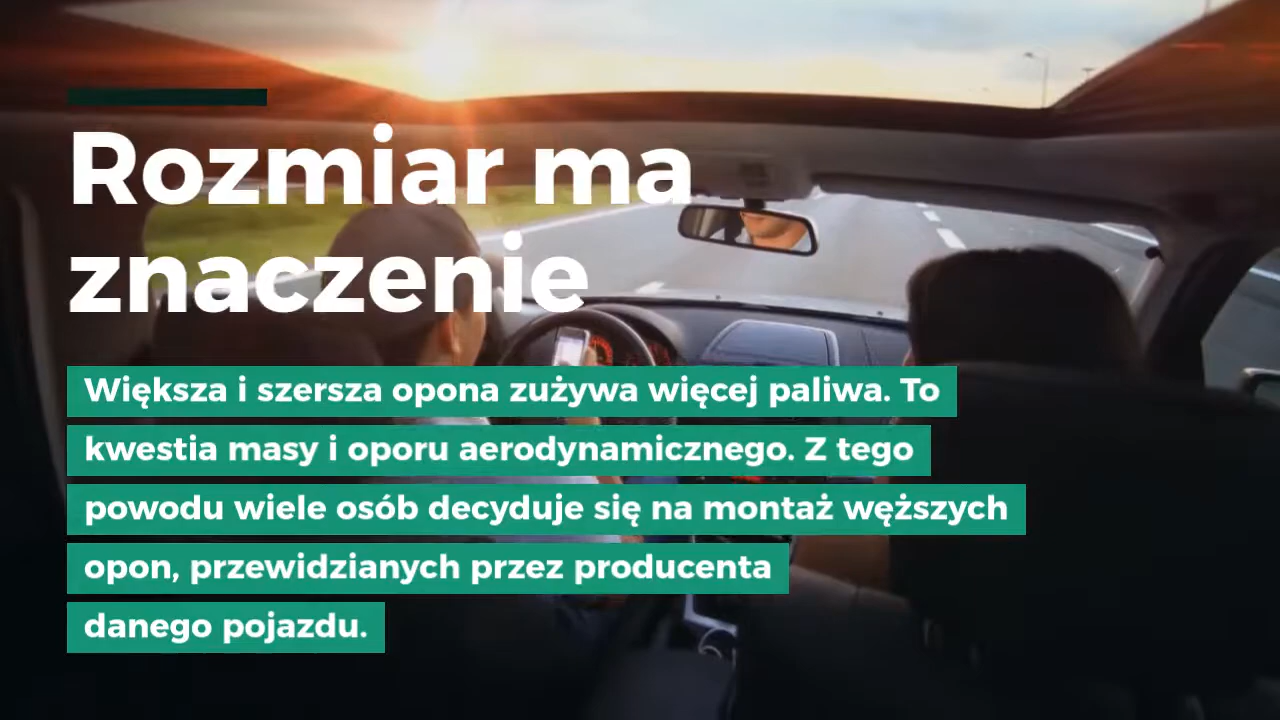 Rozmiar ma
znaczenie
Większa i szersza opona zużywa więcej paliwa. To
kwestia masy i oporu aerodynamicznego. Z tego
powodu wiele osób decyduje się na montaż węższych
opon, przewidzianych przez producenta
danego pojazdu.